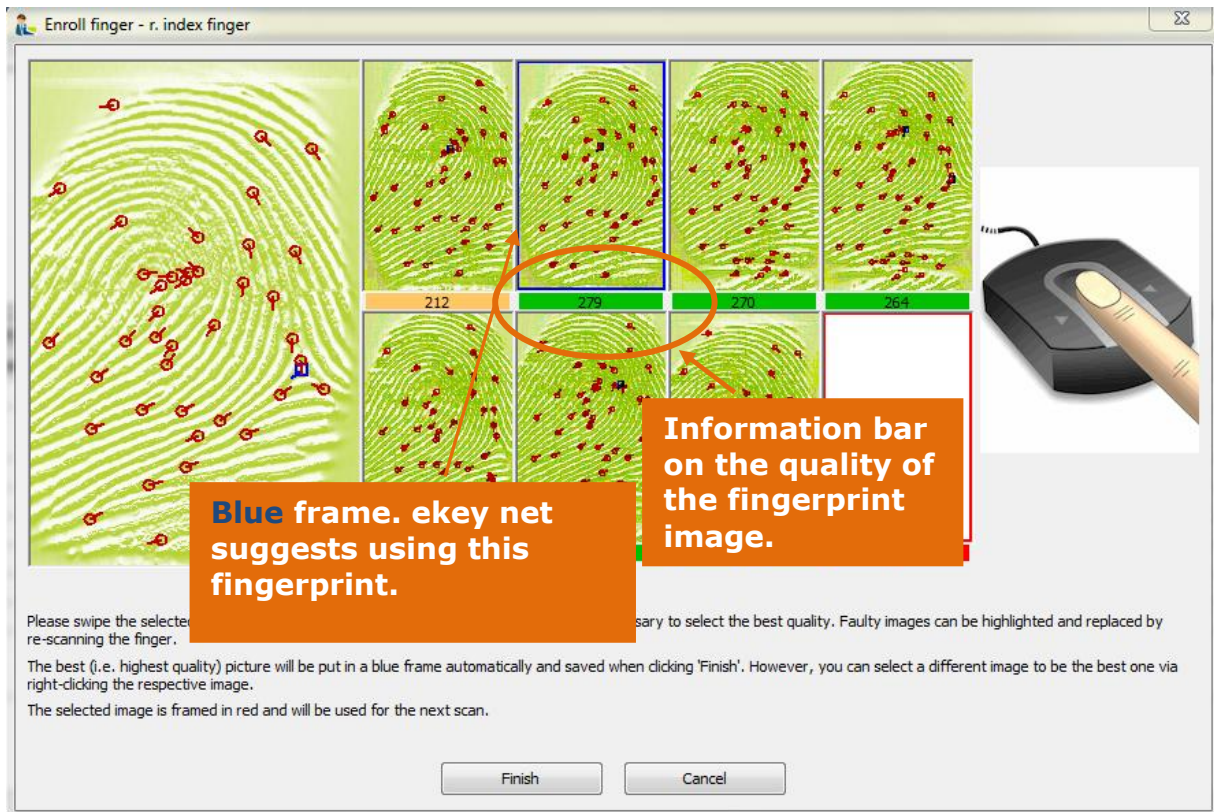 Enroll finger - r. index finger
212
279
270
264
Information bar
on the quality of
the fingerprint
image.
Blue frame. ekey net
suggests using this
fingerprint.
Please swipe the selected
sary to select the best quality. Faulty images can be highlighted and replaced by
re-scanning the finger.
The best (i.e. highest quality) picture will be put in a blue frame automatically and saved when clicking 'Finish'. However, you can select a different image to be the best one via
right-clicking the respective image.
The selected image is framed in red and will be used for the next scan.
Finish
Cancel